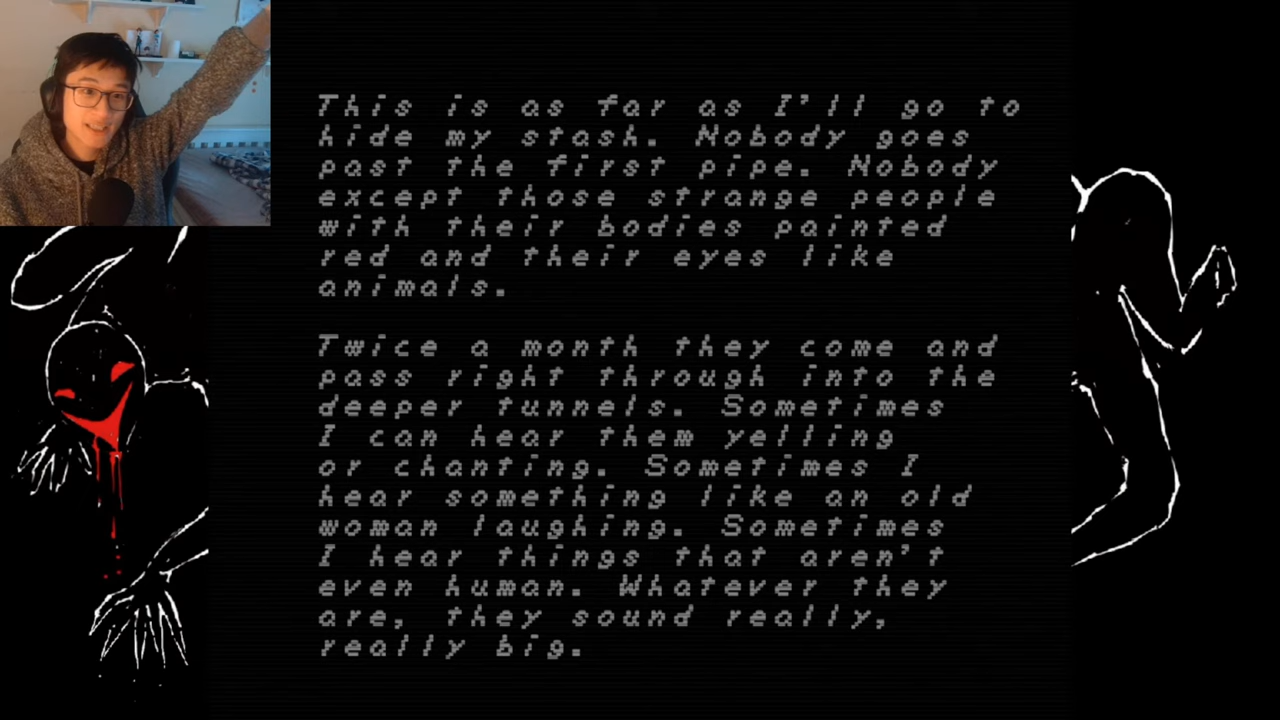 This is as far as I'll go to
hide my stash. Nobody goes
past the first pipe. Nobody
except those strange people
with their bodies painted
red and their eyes like
animals.
Twice a month they come and
pass right through into the
deeper tunnels. Sometimes
I can hear them yelling
or chanting. Sometimes I
hear something like an old
woman laughing. Sometimes
I hear things that aren't
even human. Whatever they
are, they sound really,
really big.